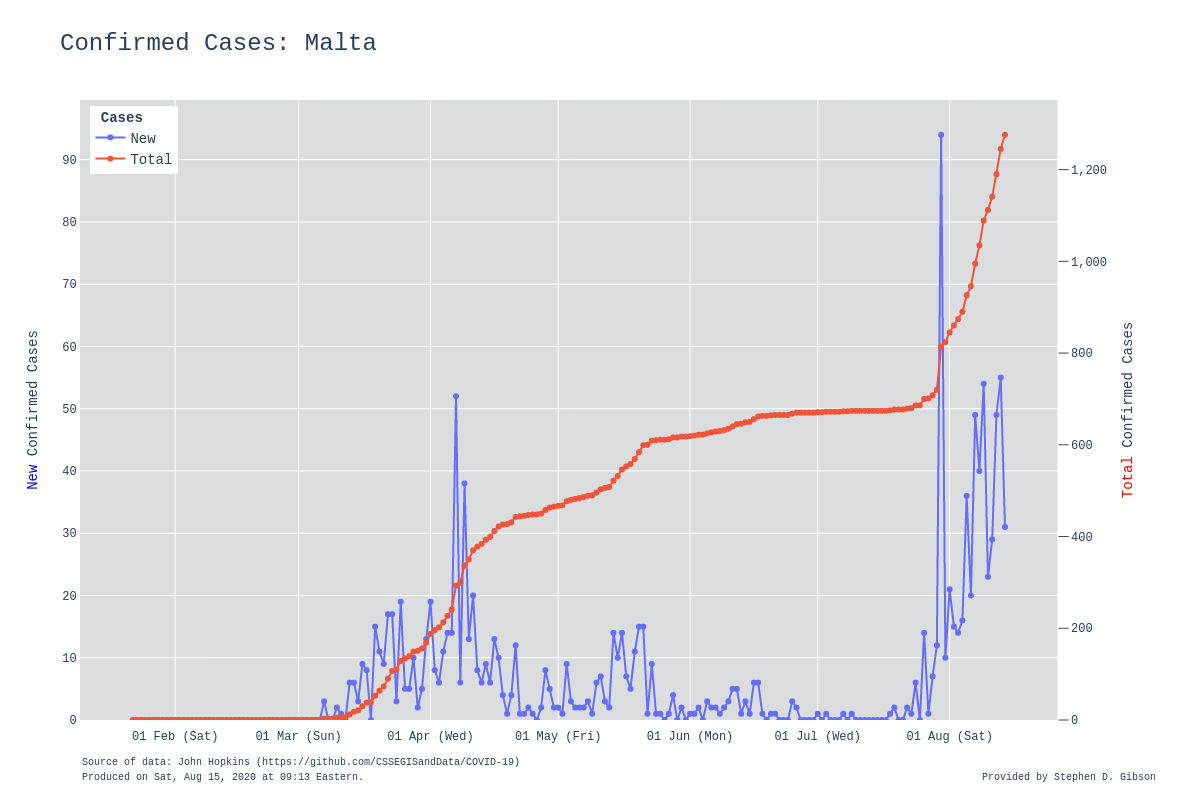 Confirmed Cases: Malta
Cases
New
Total
90
80
70
60
50
40
30
20
10
0
1,200
1,000
800
600
400
200
0
New Confirmed Cases
Total Confirmed Cases
01 Feb (Sat) 01 Mar (Sun) 01 Apr (Wed) 01 May (Fri) 01 Jun (Mon) 01 Jul (Wed) 01 Aug (Sat)
Source of data: John Hopkins (https://github.com/CSSEGISandData/COVID-19)
Produced on Sat, Aug 15, 2020 at 09:13 Eastern.
Provided by Stephen D. Gibson